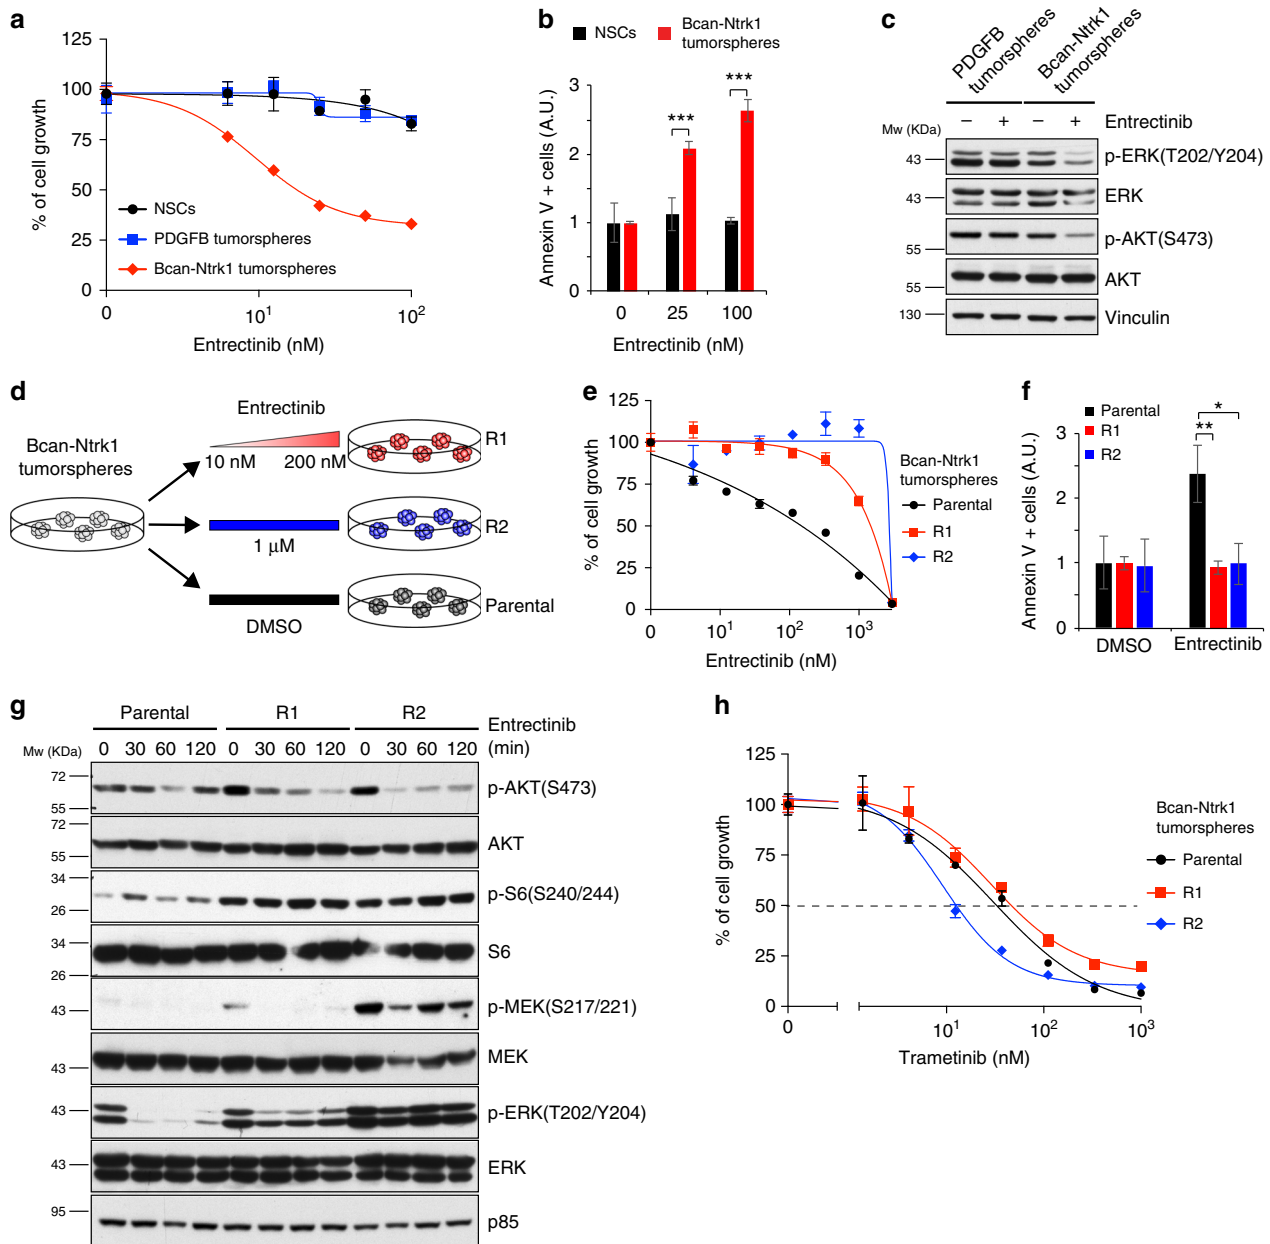 a
125
100
75
50
25
0
% of cell growth
NSCs
PDGFB tumorspheres
Bcan-Ntrk1 tumorspheres
0
10¹
10²
Entrectinib (nM)
b
NSCs
Bcan-Ntrk1
tumorspheres
3
2
1
0
Annexin V + cells (A.U.)
***
***
0
25
100
Entrectinib (nM)
c
PDGFB
tumorspheres
Bcan-Ntrk1
tumorspheres
Mw (KDa)
– + – + Entrectinib
43
p-ERK(T202/Y204)
43
ERK
55
p-AKT(S473)
55
AKT
130
Vinculin
d
Bcan-Ntrk1
tumorspheres
Entrectinib
10 nM
200 nM
R1
1 µM
R2
DMSO
Parental
e
125
100
75
50
25
0
% of cell growth
Bcan-Ntrk1
tumorspheres
Parental
R1
R2
0
10¹
10²
10³
Entrectinib (nM)
f
Parental
R1
R2
3
2
1
0
Annexin V + cells (A.U.)
*
**
DMSO
Entrectinib
g
Parental
R1
R2
Entrectinib
(min)
Mw (KDa)
0 30 60 120 0 30 60 120 0 30 60 120
72
55
p-AKT(S473)
72
55
AKT
34
26
p-S6(S240/244)
34
26
S6
43
p-MEK(S217/221)
43
MEK
43
p-ERK(T202/Y204)
43
ERK
95
p85
h
125
100
75
50
25
0
% of cell growth
Bcan-Ntrk1
tumorspheres
Parental
R1
R2
0
10¹
10²
10³
Trametinib (nM)